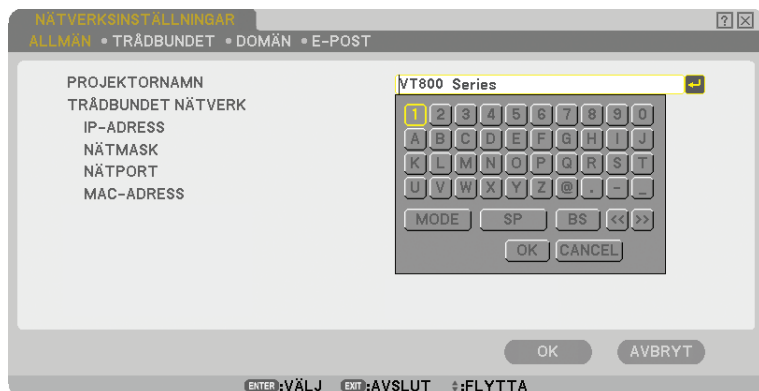 NÄTVERKSINSTÄLLNINGAR ?
ALLMÄN • TRÅDBUNDET • DOMÄN • E-POST
PROJEKTORNAMN VT800 Series
TRÅDBUNDET NÄTVERK
IP-ADRESS
NÄTMASK
NÄTPORT
MAC-ADRESS
1 2 3 4 5 6 7 8 9 0
A B C D E F G H I J
K L M N O P Q R S T
U V W X Y Z @ . - _
MODE SP BS << >>
OK CANCEL
OK AVBRYT
ENTER :VÄLJ EXIT :AVSLUT :FLYTTA